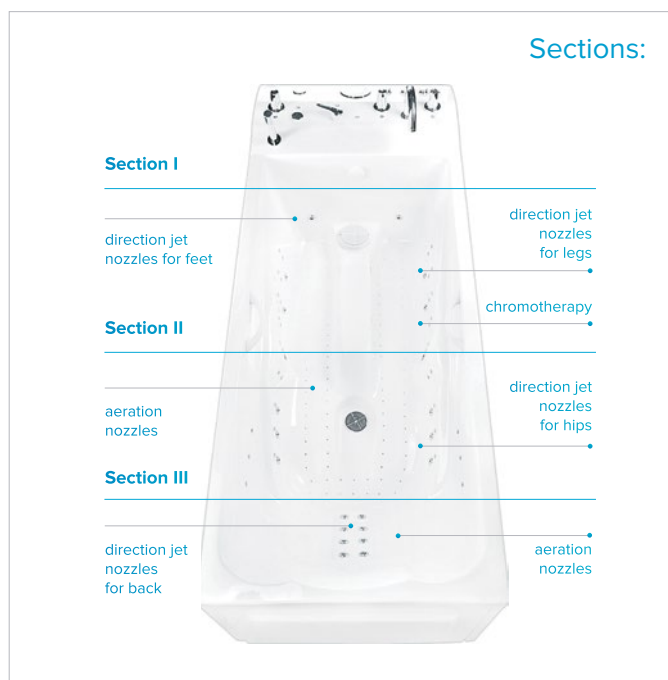 Sections:
Section I
direction jet
nozzles for feet
direction jet
nozzles
for legs
chromotherapy
Section II
aeration
nozzles
direction jet
nozzles
for hips
Section III
direction jet
nozzles
for back
aeration
nozzles